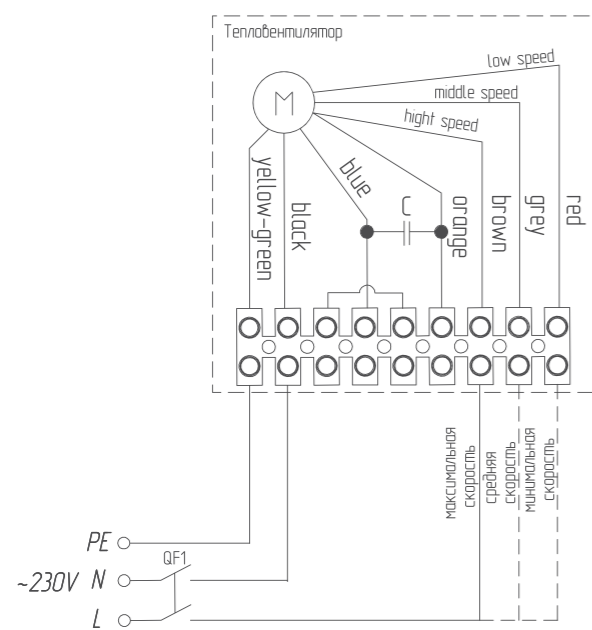 Тепловентилятор
low speed
middle speed
hight speed
M
yellow-green
black
blue
C
orange
brown
grey
red
максимальная
скорость
средняя
скорость
минимальная
скорость
PE
QF1
~230V N
L